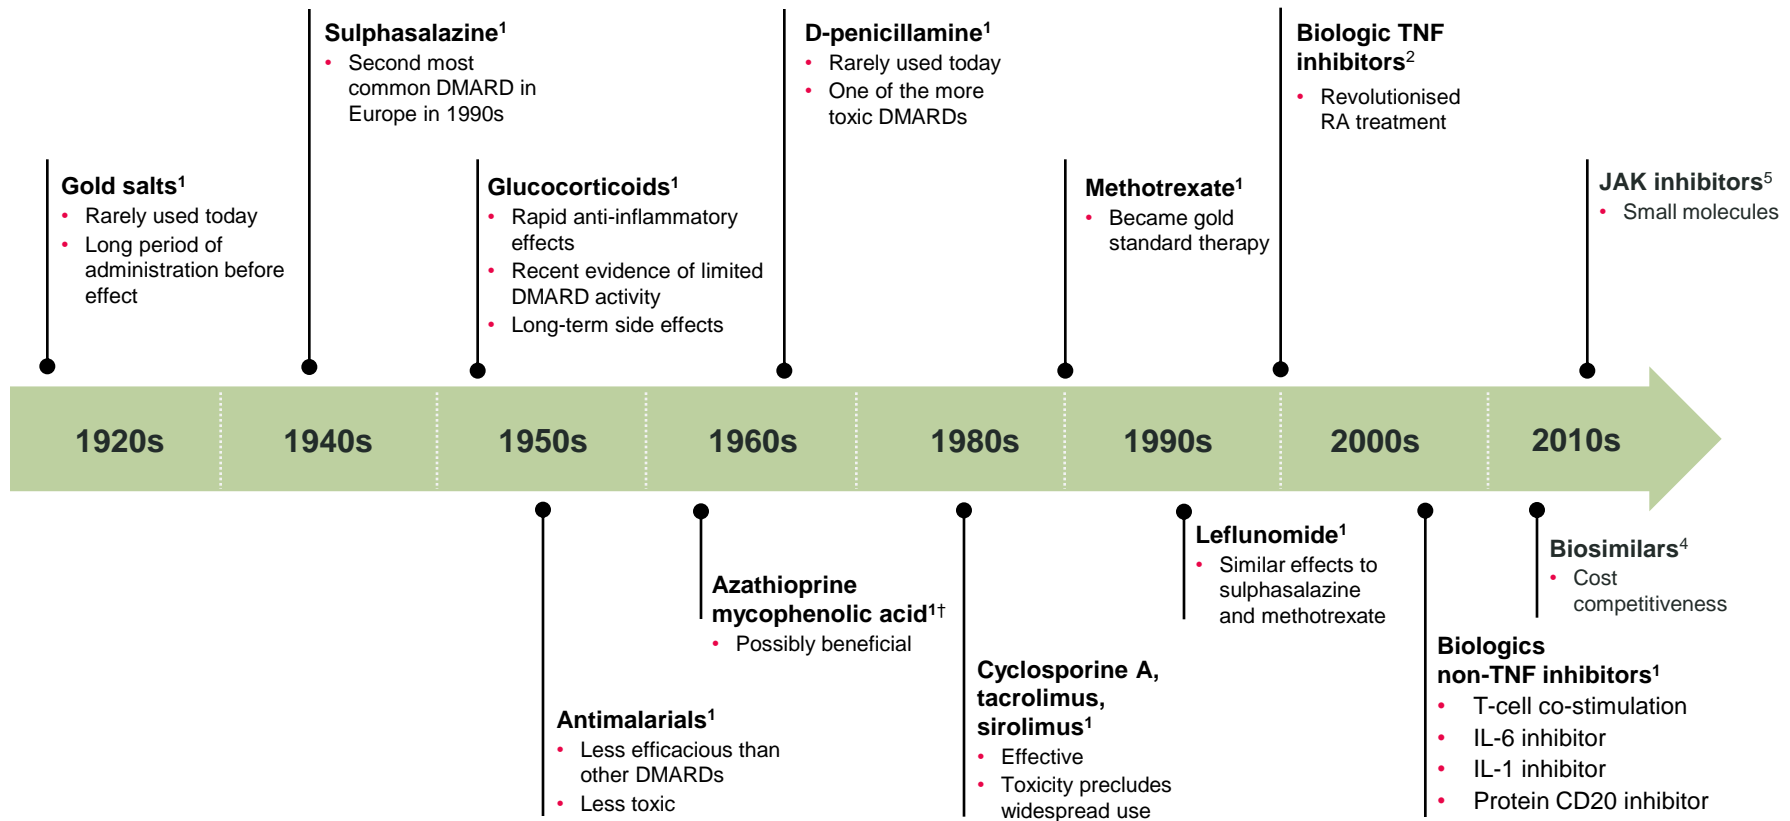 Sulphasalazine¹
• Second most
common DMARD in
Europe in 1990s
D-penicillamine¹
• Rarely used today
• One of the more
toxic DMARDs
Biologic TNF
inhibitors²
• Revolutionised
RA treatment
Gold salts¹
• Rarely used today
• Long period of
administration before
effect
Glucocorticoids¹
• Rapid anti-inflammatory
effects
• Recent evidence of limited
DMARD activity
• Long-term side effects
Methotrexate¹
• Became gold
standard therapy
JAK inhibitors⁵
• Small molecules
1920s
1940s
1950s
1960s
1980s
1990s
2000s
2010s
Antimalarials¹
• Less efficacious than
other DMARDs
• Less toxic
Azathioprine
mycophenolic acid¹†
• Possibly beneficial
Cyclosporine A,
tacrolimus,
sirolimus¹
• Effective
• Toxicity precludes
widespread use
Leflunomide¹
• Similar effects to
sulphasalazine
and methotrexate
Biosimilars⁴
• Cost
competitiveness
Biologics
non-TNF inhibitors¹
• T-cell co-stimulation
• IL-6 inhibitor
• IL-1 inhibitor
• Protein CD20 inhibitor